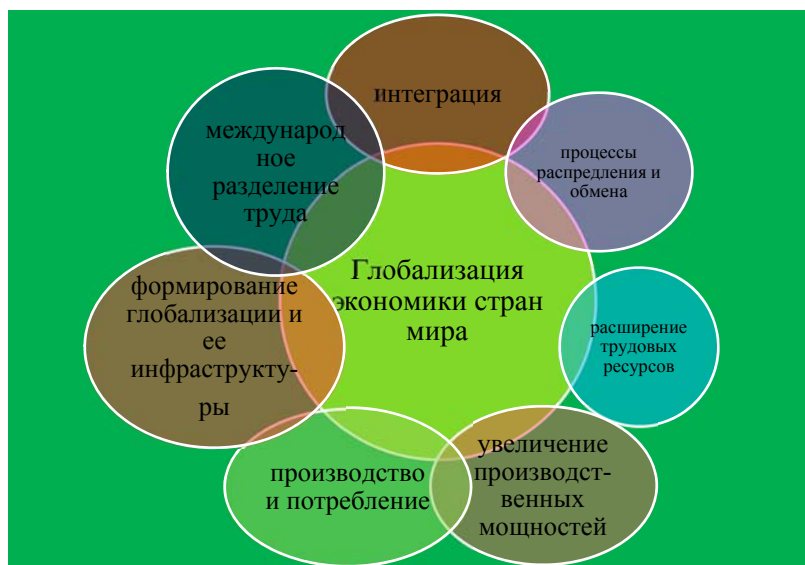 интеграция
процессы
распредления и
обмена
расширение
трудовых
ресурсов
увеличение
производст-
венных
мощностей
производство
и потребление
формирование
глобализации и
ее
инфраструкту-
ры
международ
ное
разделение
труда
Глобализация
экономики стран
мира